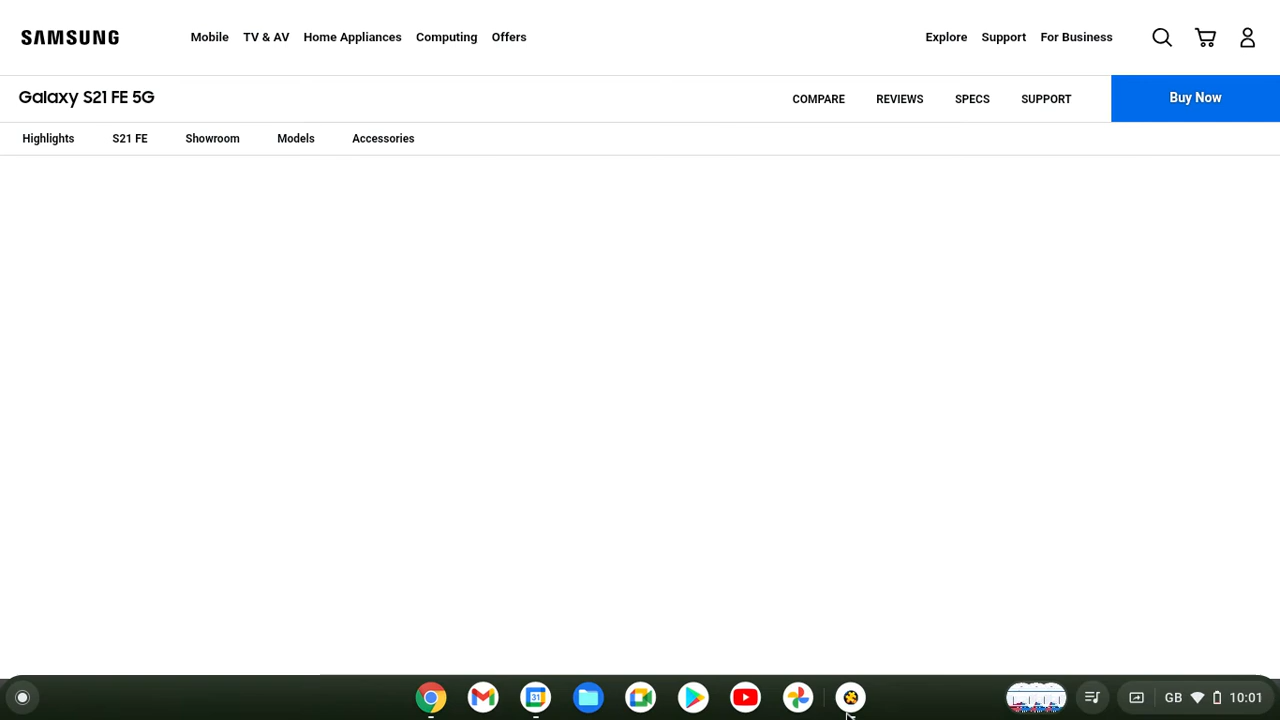 SAMSUNG Mobile TV & AV Home Appliances Computing Offers Explore Support For Business
Galaxy S21 FE 5G COMPARE REVIEWS SPECS SUPPORT Buy Now
Highlights S21 FE Showroom Models Accessories
31 GB 10:01